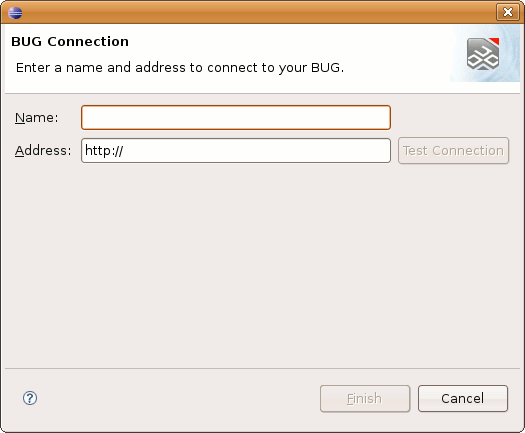 BUG Connection
Enter a name and address to connect to your BUG.
Name:
Address: http:// Test Connection
? Finish Cancel